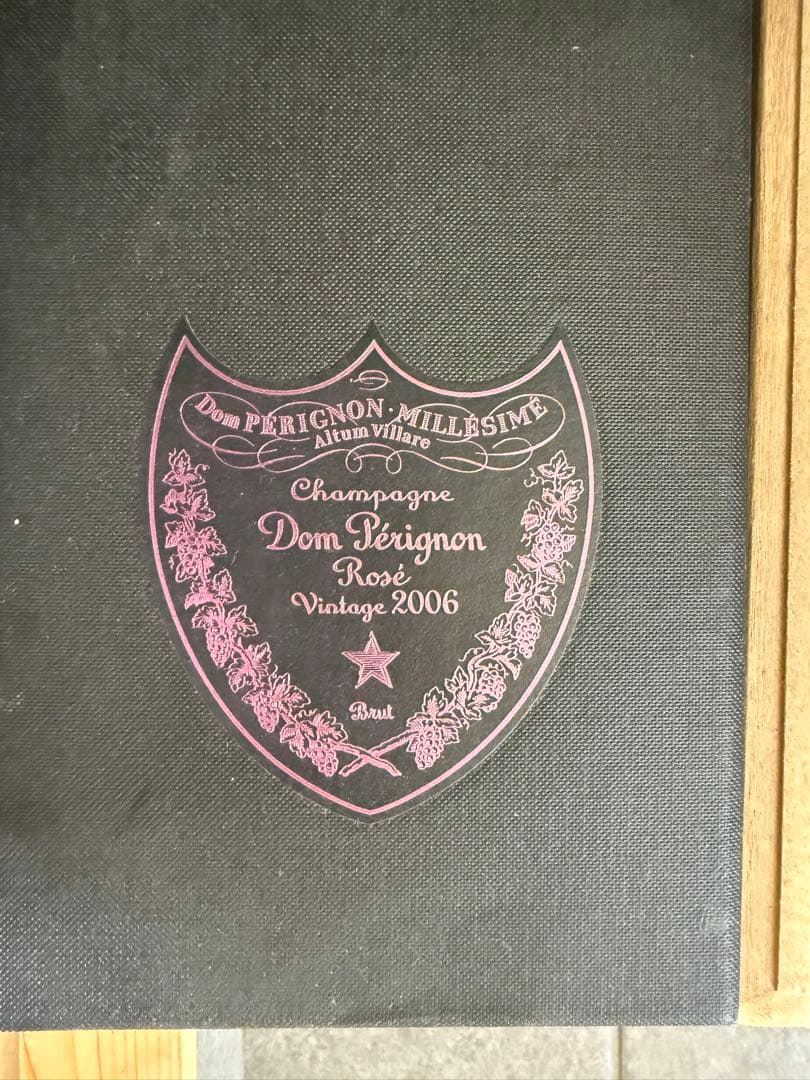 Dom PÉRIGNON · MILLÉSIMÉ
Altum Villare
Champagne
Dom Pérignon
Rosé
Vintage 2006
Brut